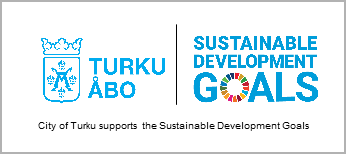 TURKU
ÅBO
SUSTAINABLE
DEVELOPMENT
GOALS
City of Turku supports the Sustainable Development Goals